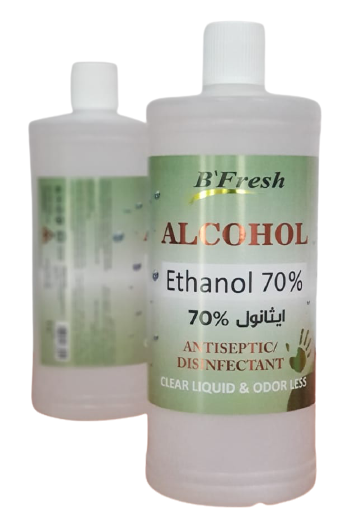 B'Fresh
ALCOHOL
Ethanol 70%
ايثانول 70%
ANTISEPTIC/
DISINFECTANT
CLEAR LIQUID & ODOR LESS